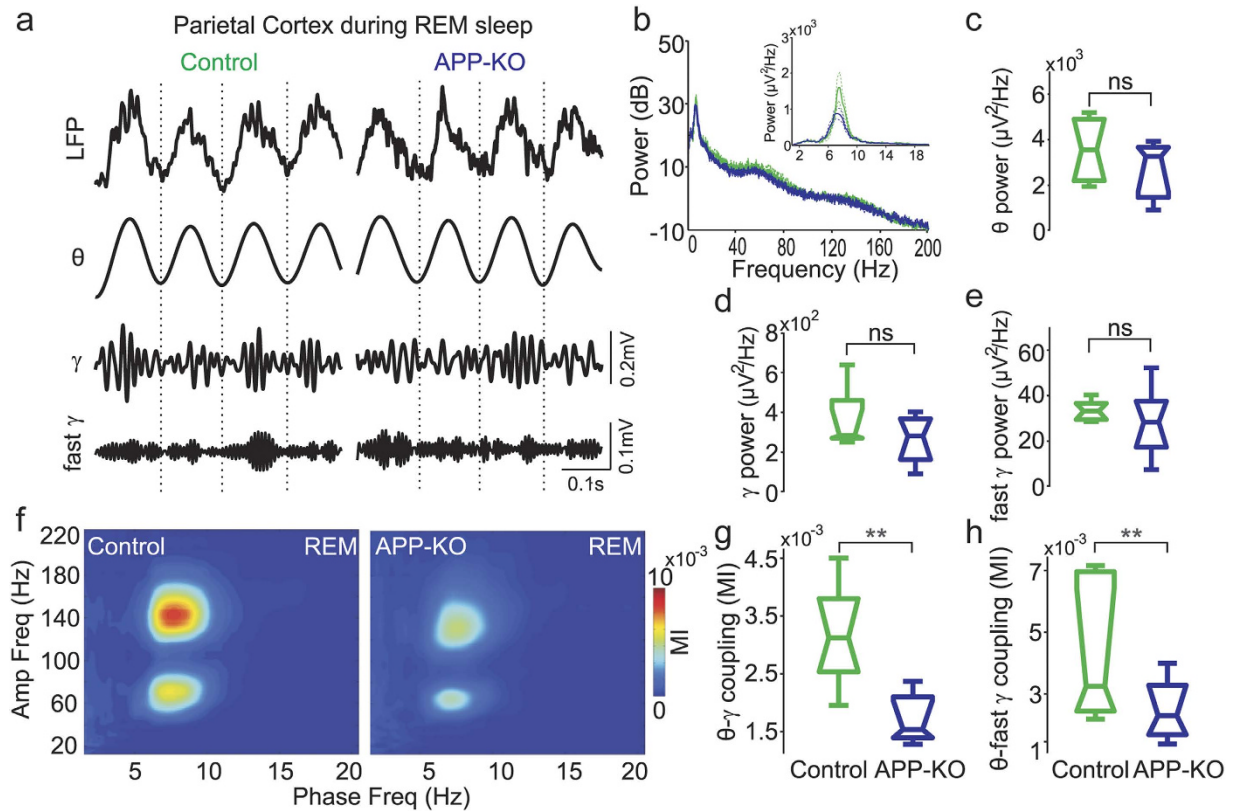 a
Parietal Cortex during REM sleep
Control
APP-KO
LFP
θ
γ
fast γ
0.2mV
0.1mV
0.1s
b
Power (dB)
50
30
10
-10
0
40
80
120
160
200
Frequency (Hz)
Power (µV²/Hz)
x10⁻³
3
2
1
0
2
6
10
14
18
c
x10³
θ power (µV²/Hz)
6
4
2
0
ns
d
x10²
γ power (µV²/Hz)
8
6
4
2
0
ns
e
fast γ power (µV²/Hz)
60
40
20
0
ns
f
Amp Freq (Hz)
220
180
140
100
60
20
Control REM
APP-KO REM
5 10 15 20
5 10 15 20
Phase Freq (Hz)
10 x10⁻³
MI
0
g
x10⁻³
θ-γ coupling (MI)
4.5
3.5
2.5
1.5
**
Control APP-KO
h
x10⁻³
θ-fast γ coupling (MI)
7
5
3
1
**
Control APP-KO